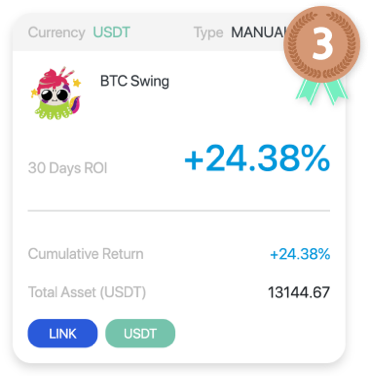 Currency USDT Type MANUAL
3
BTC Swing
30 Days ROI +24.38%
Cumulative Return +24.38%
Total Asset (USDT) 13144.67
LINK USDT